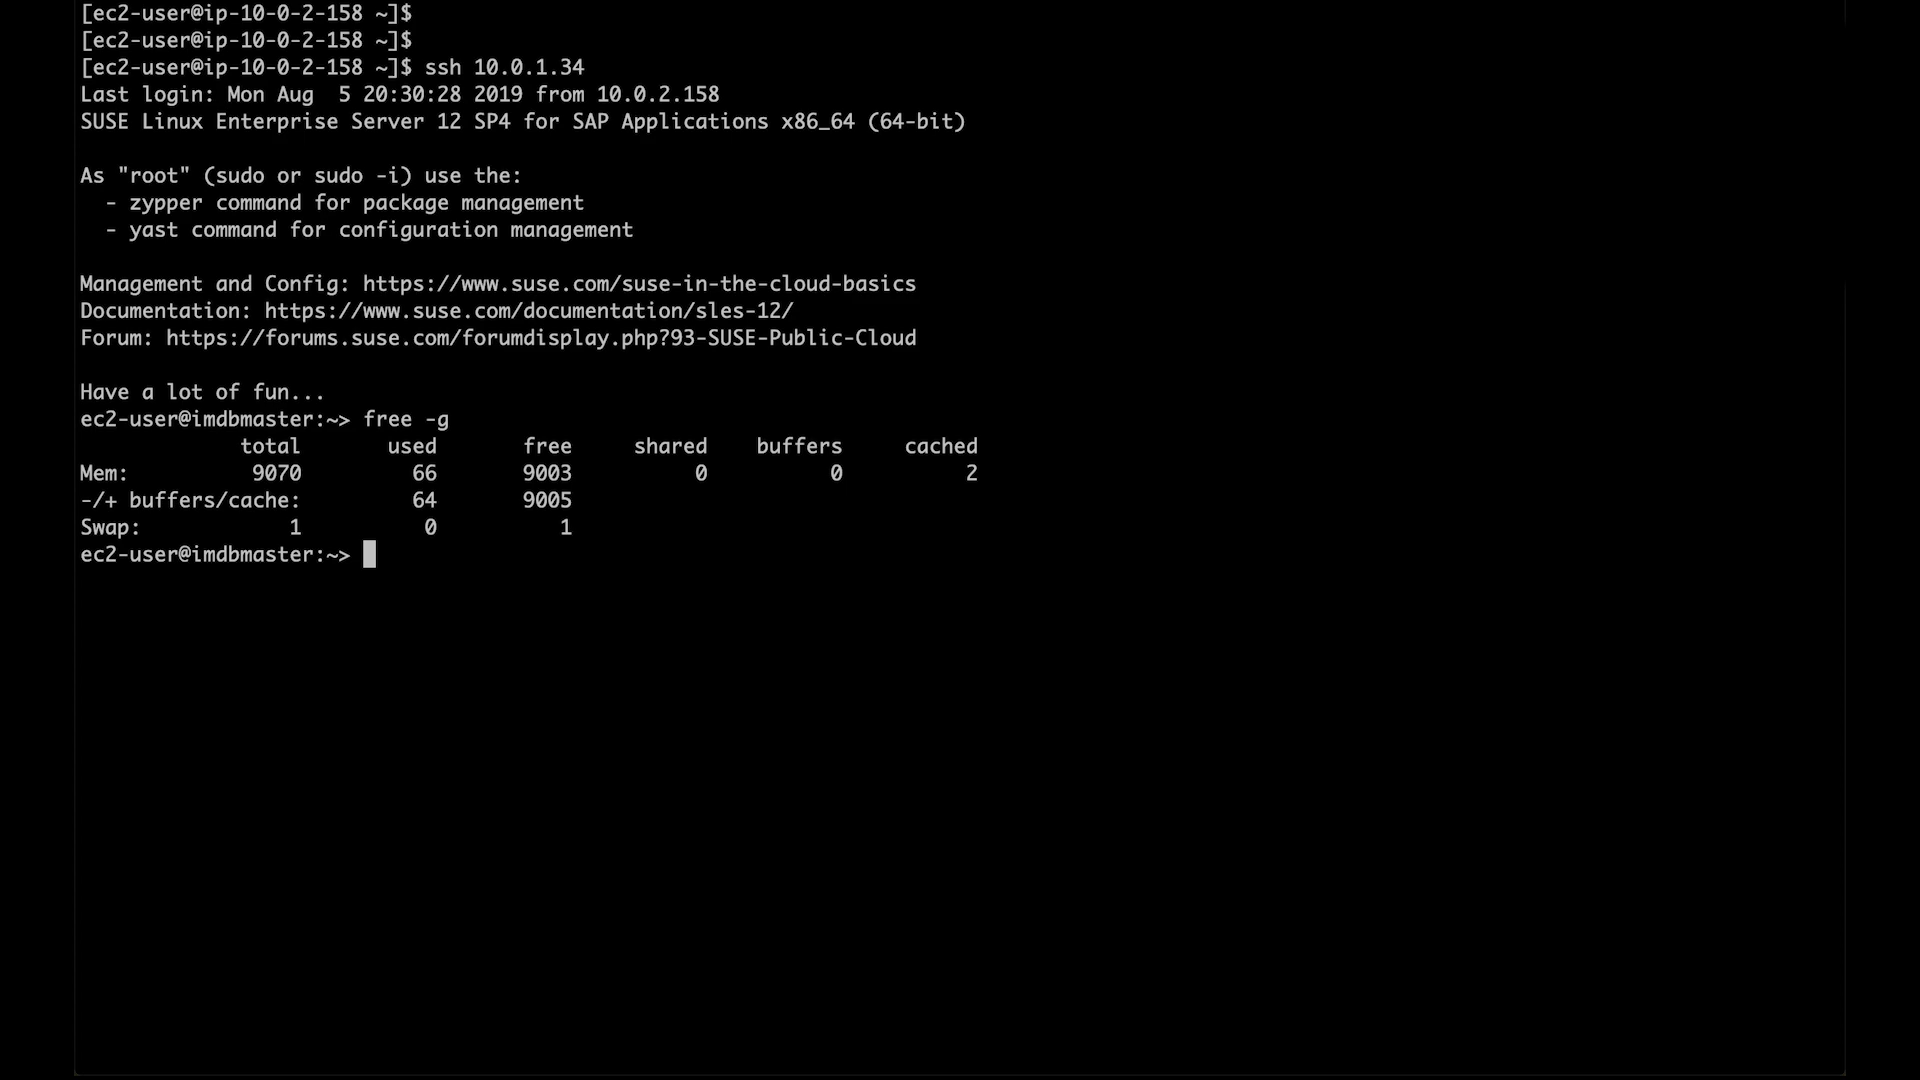 [ec2-user@ip-10-0-2-158 ~]$
[ec2-user@ip-10-0-2-158 ~]$
[ec2-user@ip-10-0-2-158 ~]$ ssh 10.0.1.34
Last login: Mon Aug  5 20:30:28 2019 from 10.0.2.158
SUSE Linux Enterprise Server 12 SP4 for SAP Applications x86_64 (64-bit)

As "root" (sudo or sudo -i) use the:
  - zypper command for package management
  - yast command for configuration management

Management and Config: https://www.suse.com/suse-in-the-cloud-basics
Documentation: https://www.suse.com/documentation/sles-12/
Forum: https://forums.suse.com/forumdisplay.php?93-SUSE-Public-Cloud

Have a lot of fun...
ec2-user@imdbmaster:~> free -g
             total       used       free     shared    buffers     cached
Mem:          9070         66       9003          0          0          2
-/+ buffers/cache:         64       9005
Swap:            1          0          1
ec2-user@imdbmaster:~>